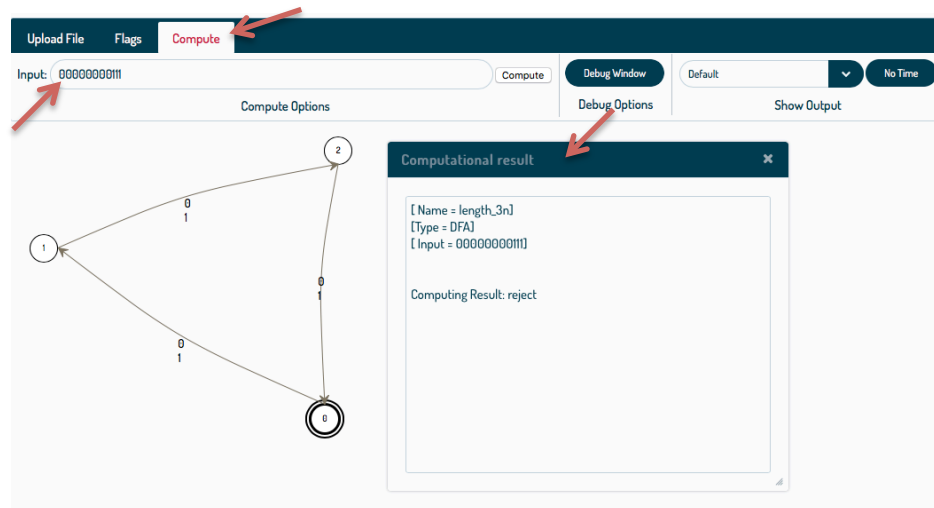 Upload File Flags Compute
Input: 00000000111 Compute Debug Window Default No Time
Compute Options Debug Options Show Output
2
Computational result ×
0
1
[ Name = length_3n]
[Type = DFA]
[ Input = 00000000111]
1
0
1
Computing Result: reject
0
1
0